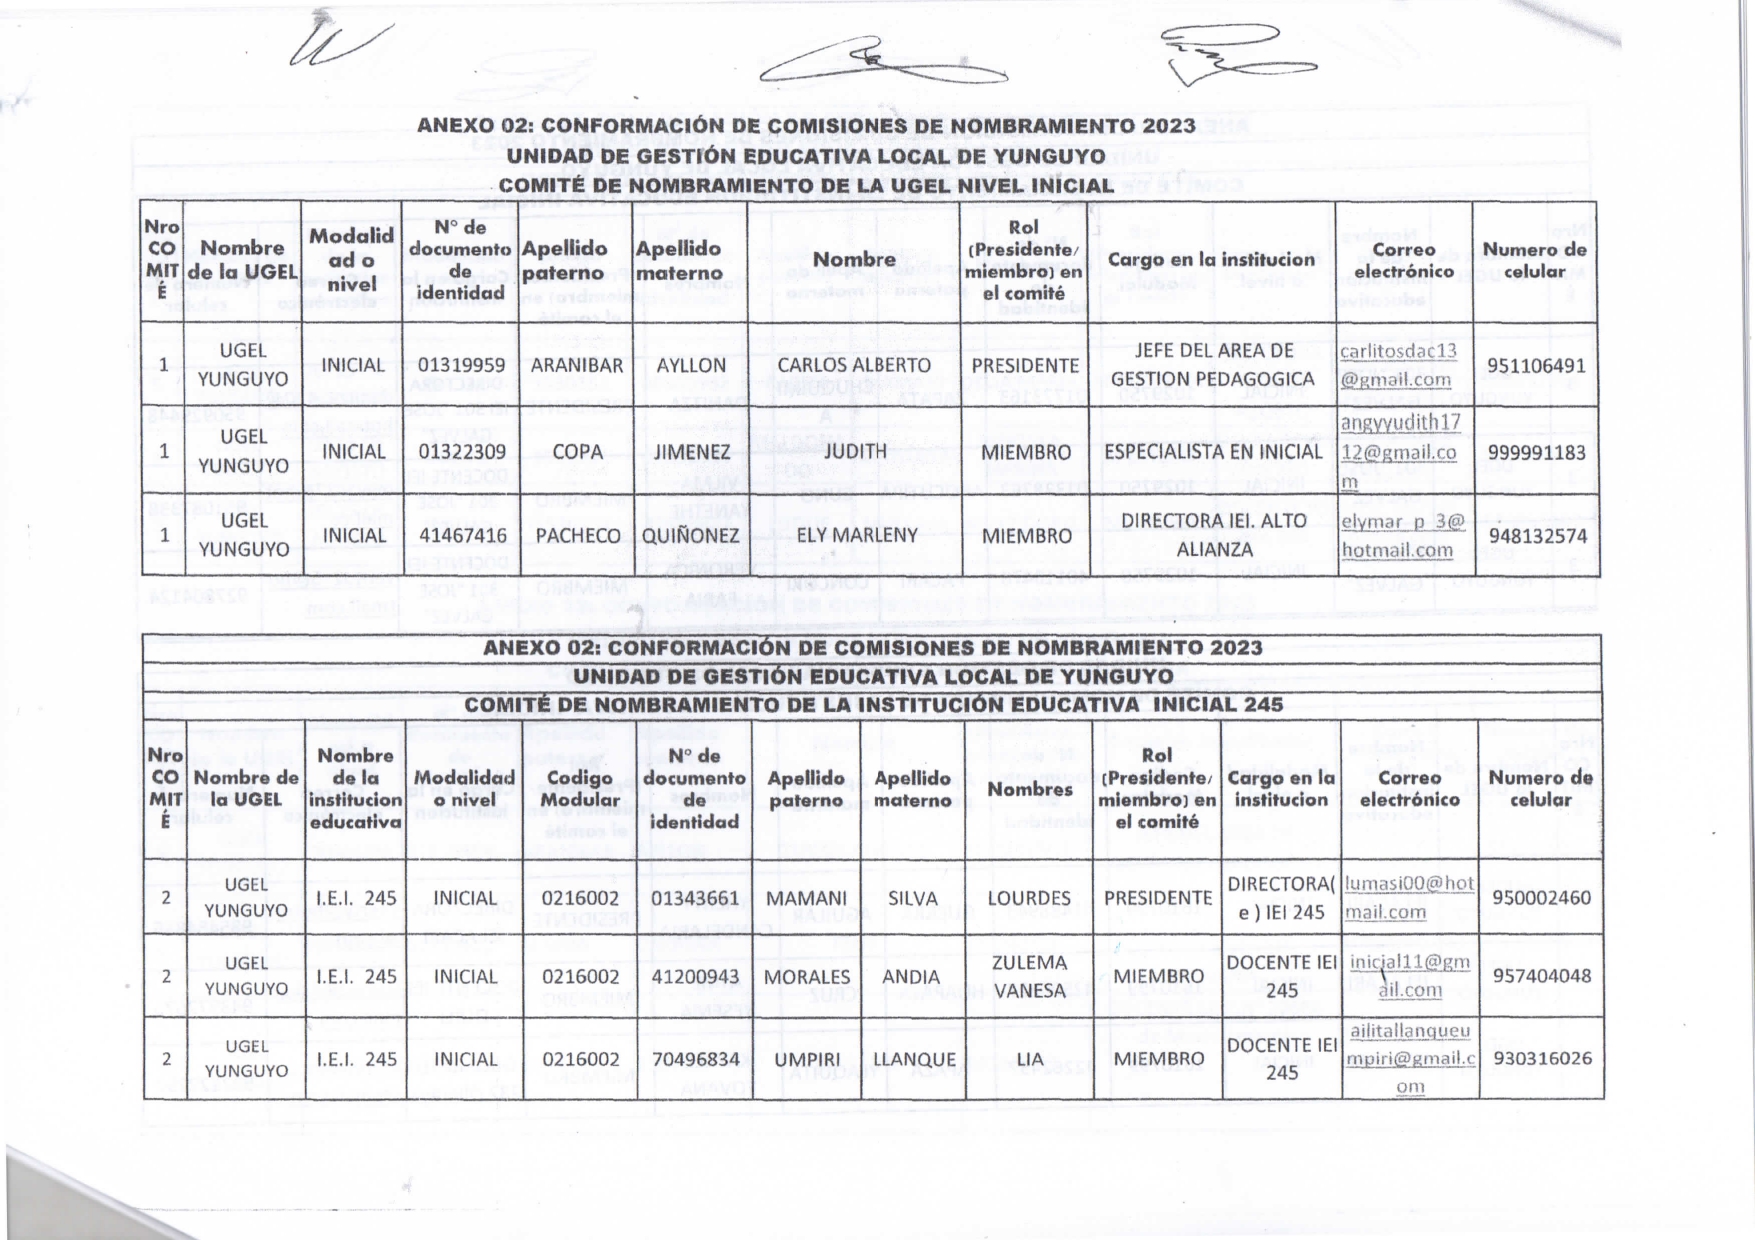 ANEXO 02: CONFORMACIÓN DE COMISIONES DE NOMBRAMIENTO 2023
UNIDAD DE GESTIÓN EDUCATIVA LOCAL DE YUNGUYO
COMITÉ DE NOMBRAMIENTO DE LA UGEL NIVEL INICIAL
Nro COMITÉ | Nombre de la UGEL | Modalidad o nivel | N° de documento de identidad | Apellido paterno | Apellido materno | Nombre | Rol (Presidente/ miembro) en el comité | Cargo en la institucion | Correo electrónico | Numero de celular
1 | UGEL YUNGUYO | INICIAL | 01319959 | ARANIBAR | AYLLON | CARLOS ALBERTO | PRESIDENTE | JEFE DEL AREA DE GESTION PEDAGOGICA | carlitosdac13@gmail.com | 951106491
1 | UGEL YUNGUYO | INICIAL | 01322309 | COPA | JIMENEZ | JUDITH | MIEMBRO | ESPECIALISTA EN INICIAL | angyyudith1712@gmail.com | 999991183
1 | UGEL YUNGUYO | INICIAL | 41467416 | PACHECO | QUIÑONEZ | ELY MARLENY | MIEMBRO | DIRECTORA IEI. ALTO ALIANZA | elymar_p_3@hotmail.com | 948132574
ANEXO 02: CONFORMACIÓN DE COMISIONES DE NOMBRAMIENTO 2023
UNIDAD DE GESTIÓN EDUCATIVA LOCAL DE YUNGUYO
COMITÉ DE NOMBRAMIENTO DE LA INSTITUCIÓN EDUCATIVA INICIAL 245
Nro COMITÉ | Nombre de la UGEL | Nombre de la institucion educativa | Modalidad o nivel | Codigo Modular | N° de documento de identidad | Apellido paterno | Apellido materno | Nombres | Rol (Presidente/ miembro) en el comité | Cargo en la institucion | Correo electrónico | Numero de celular
2 | UGEL YUNGUYO | I.E.I. 245 | INICIAL | 0216002 | 01343661 | MAMANI | SILVA | LOURDES | PRESIDENTE | DIRECTORA( e ) IEI 245 | lumasi00@hotmail.com | 950002460
2 | UGEL YUNGUYO | I.E.I. 245 | INICIAL | 0216002 | 41200943 | MORALES | ANDIA | ZULEMA VANESA | MIEMBRO | DOCENTE IEI 245 | inicial11@gmail.com | 957404048
2 | UGEL YUNGUYO | I.E.I. 245 | INICIAL | 0216002 | 70496834 | UMPIRI | LLANQUE | LIA | MIEMBRO | DOCENTE IEI 245 | ailitallanqueumpiri@gmail.com | 930316026